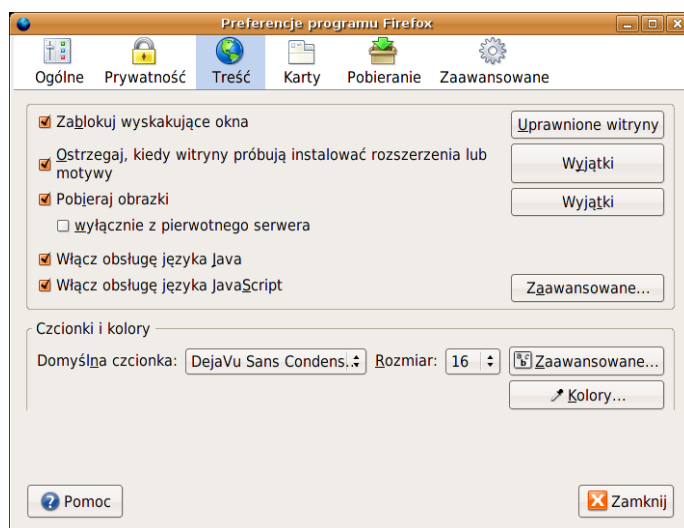 Preferencje programu Firefox
Ogólne Prywatność Treść Karty Pobieranie Zaawansowane
Zablokuj wyskakujące okna Uprawnione witryny
Ostrzegaj, kiedy witryny próbują instalować rozszerzenia lub
motywy Wyjątki
Pobieraj obrazki Wyjątki
wyłącznie z pierwotnego serwera
Włącz obsługę języka Java
Włącz obsługę języka JavaScript Zaawansowane...
Czcionki i kolory
Domyślna czcionka: DejaVu Sans Condens... Rozmiar: 16 Zaawansowane...
Kolory...
Pomoc Zamknij